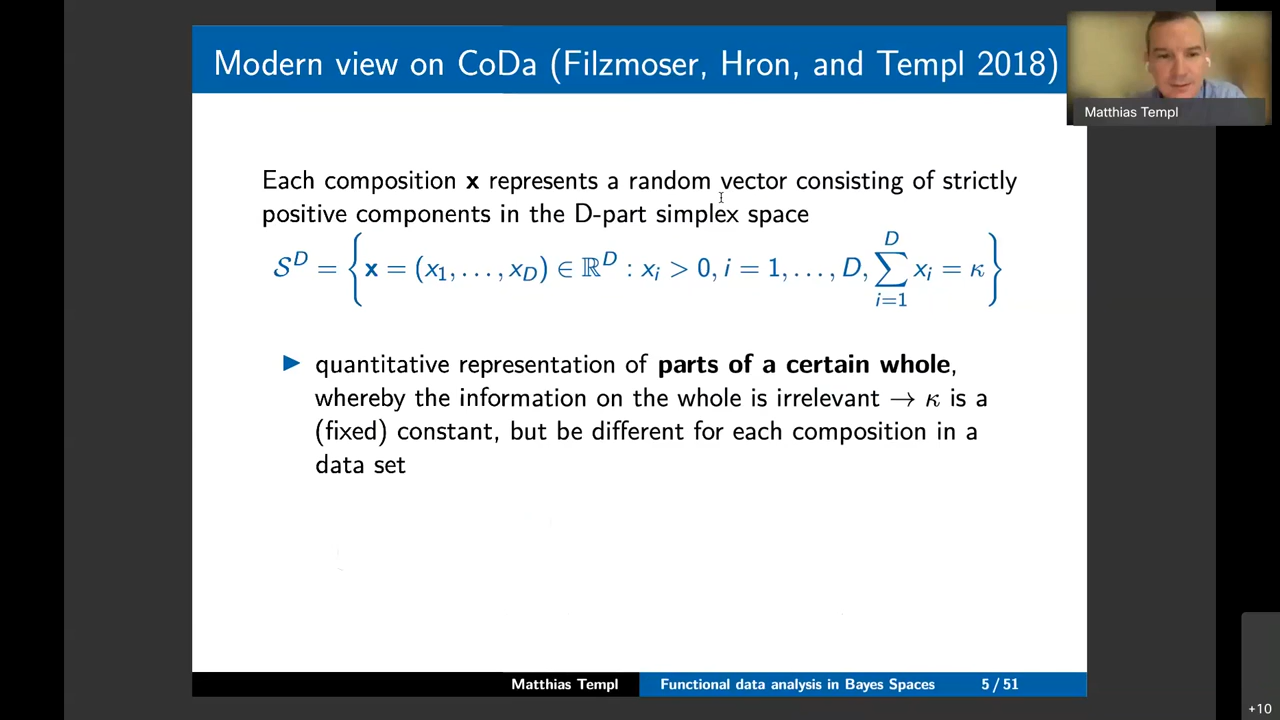 Modern view on CoDa (Filzmoser, Hron, and Templ 2018)
Matthias Templ
Each composition x represents a random vector consisting of strictly
positive components in the D-part simplex space
𝒮^D = { x = (x_1, …, x_D) ∈ ℝ^D : x_i > 0, i = 1, …, D, ∑_{i=1}^{D} x_i = κ }
▶ quantitative representation of parts of a certain whole,
whereby the information on the whole is irrelevant → κ is a
(fixed) constant, but be different for each composition in a
data set
Matthias Templ Functional data analysis in Bayes Spaces 5 / 51
+10